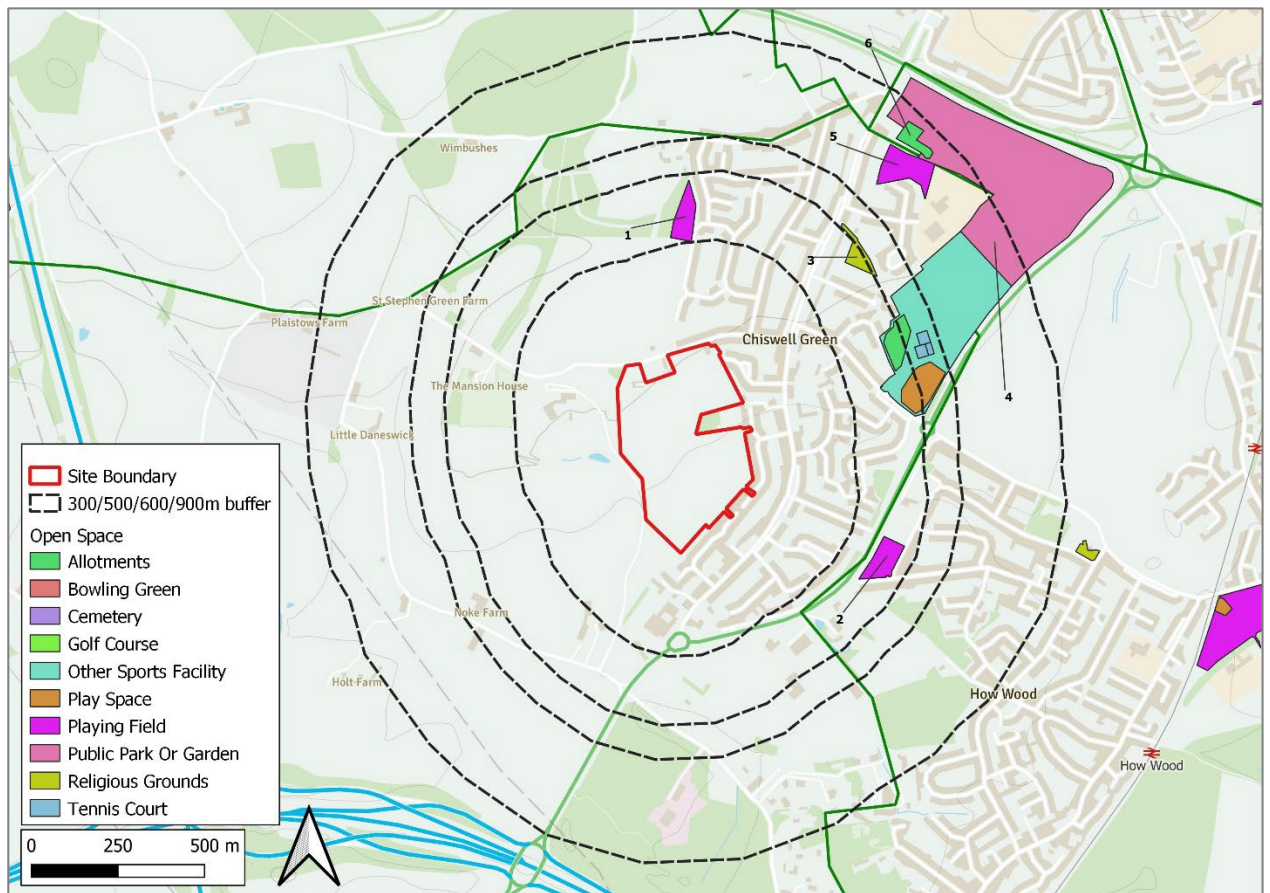 6
5
Wimbushes
1
3
St Stephen Green Farm
Plaistows Farm
Chiswell Green
The Mansion House
4
Little Daneswick
Site Boundary
300/500/600/900m buffer
Open Space
Allotments
Bowling Green
Cemetery
Golf Course
Other Sports Facility
Play Space
Playing Field
Public Park Or Garden
Religious Grounds
Tennis Court
Noke Farm
2
Holt Farm
How Wood
How Wood
0 250 500 m